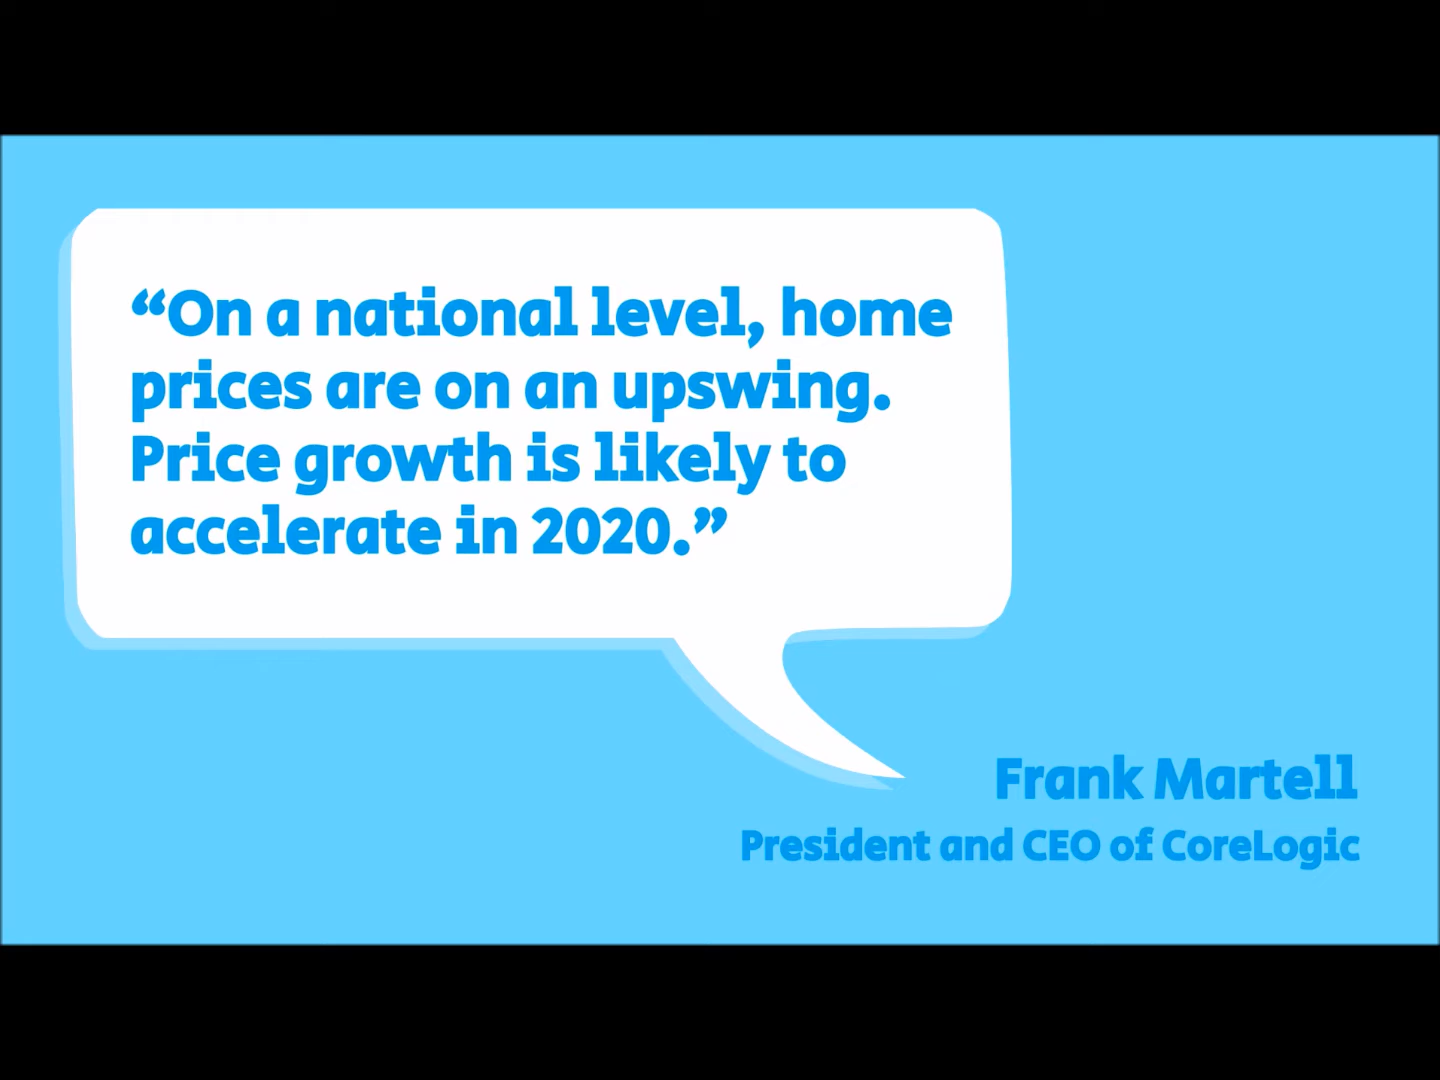 “On a national level, home
prices are on an upswing.
Price growth is likely to
accelerate in 2020.”
Frank Martell
President and CEO of CoreLogic